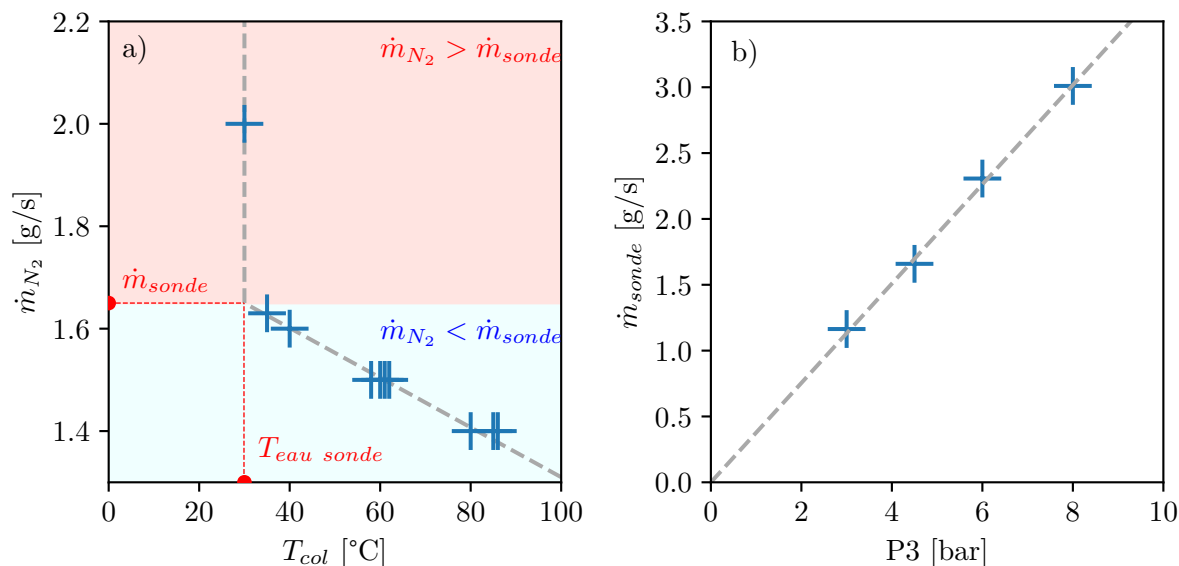 a)
ṁ_{N_2} > ṁ_{sonde}
ṁ_{sonde}
ṁ_{N_2} < ṁ_{sonde}
T_{eau sonde}
2.2
2.0
1.8
1.6
1.4
ṁ_{N_2} [g/s]
0 20 40 60 80 100
T_{col} [°C]
b)
3.5
3.0
2.5
2.0
1.5
1.0
0.5
0.0
ṁ_{sonde} [g/s]
0 2 4 6 8 10
P3 [bar]